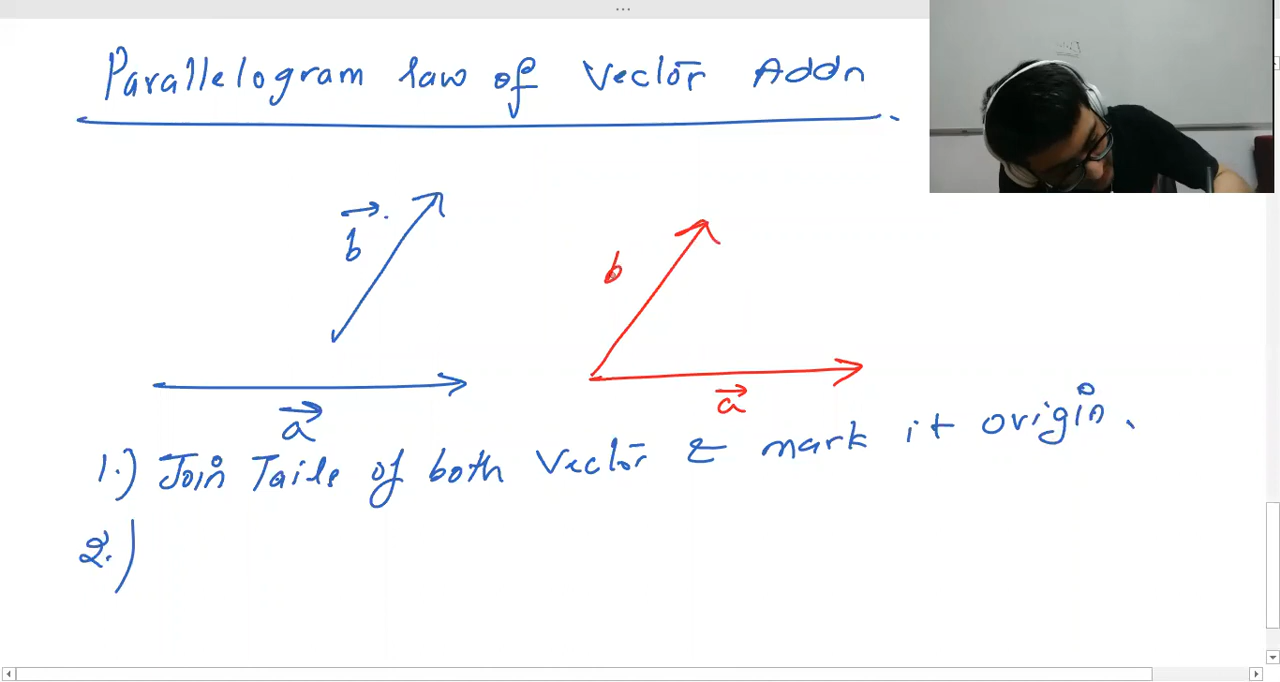 Parallelogram law of Vector Addn.
b
b
a
a
1.) Join Tails of both Vector & mark it origin.
2.)